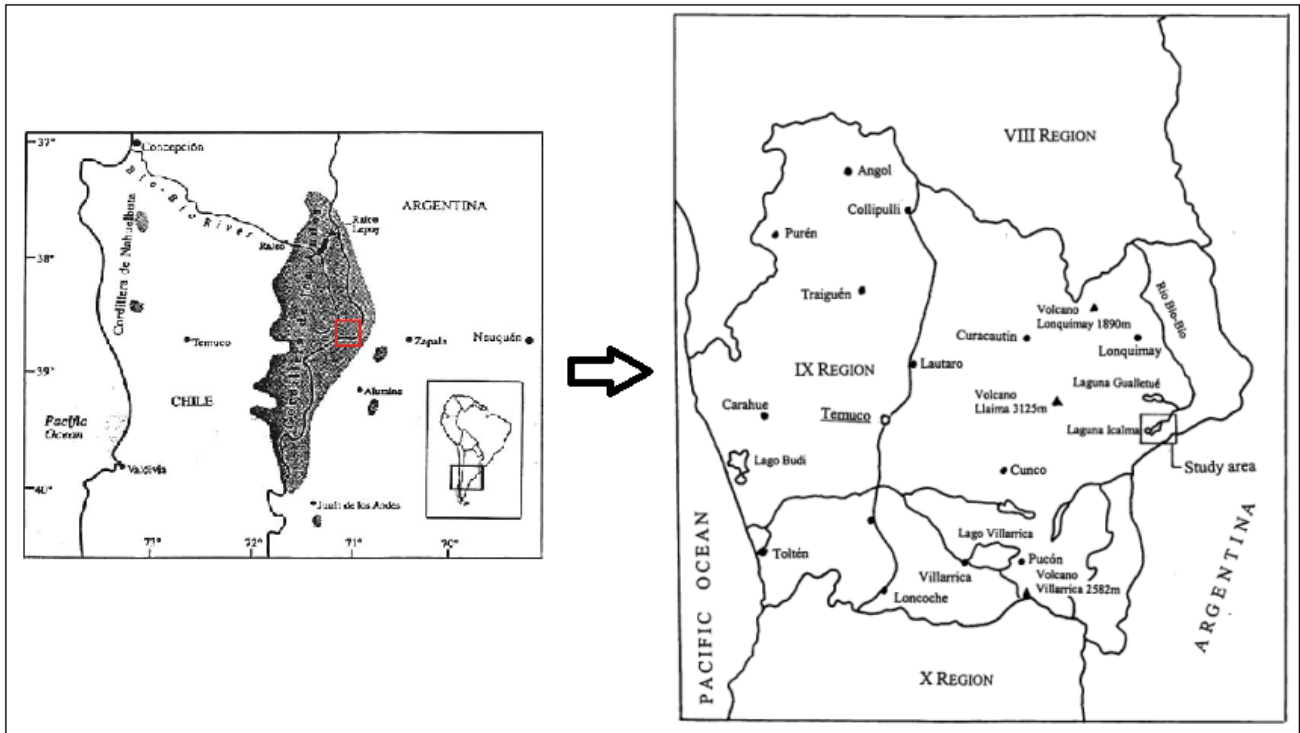 37°
Concepción
Bio-Bio River
Cordillera de Nahuelbuta
ARGENTINA
Ralco
Lepoy
Ralco
38°
Temuco
Zapala
Neuquén
39°
CHILE
Alumine
Pacific
Ocean
Valdivia
40°
Junín de los Andes
73°
72°
71°
70°
VIII REGION
Angol
Collipulli
Purén
Traiguén
Río Bío-Bío
Volcano
Lonquimay 1890m
Curacautin
Lonquimay
IX REGION
Lautaro
Laguna Gualletué
Carahue
Volcano
Llaima 3125m
Temuco
Laguna Icalma
Lago Budi
Cunco
Study area
Lago Villarrica
Toltén
Villarrica
Pucón
Volcano
Villarrica 2582m
Loncoche
PACIFIC OCEAN
ARGENTINA
X REGION